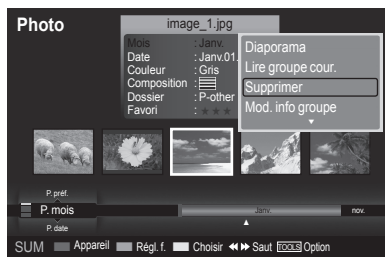 Photo
image_1.jpg
Mois : Janv.
Date : Janv.01.
Couleur : Gris
Composition :
Dossier : P-other
Favori : ★ ★ ★
Diaporama
Lire groupe cour.
Supprimer
Mod. info groupe
P. préf.
P. mois
P. date
Janv.
nov.
SUM Appareil Régl. f. Choisir Saut TOOLS Option